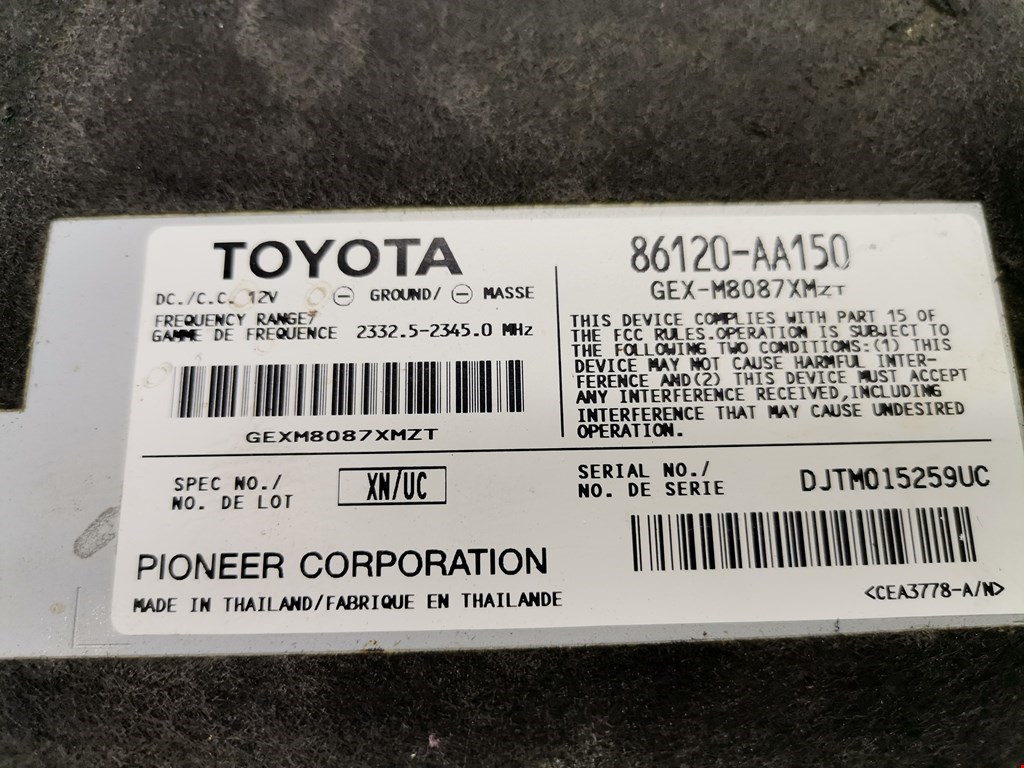 TOYOTA
DC./C.C. 12V ⊖ GROUND/ ⊖ MASSE
FREQUENCY RANGE/
GAMME DE FREQUENCE 2332.5-2345.0 MHz
GEXM8087XMZT
86120-AA150
GEX-M8087XMZT
THIS DEVICE COMPLIES WITH PART 15 OF
THE FCC RULES.OPERATION IS SUBJECT TO
THE FOLLOWING TWO CONDITIONS:(1) THIS
DEVICE MAY NOT CAUSE HARMFUL INTER-
FERENCE AND(2) THIS DEVICE MUST ACCEPT
ANY INTERFERENCE RECEIVED,INCLUDING
INTERFERENCE THAT MAY CAUSE UNDESIRED
OPERATION.
SPEC NO./
NO. DE LOT
XN/UC
SERIAL NO./
NO. DE SERIE
DJTM015259UC
PIONEER CORPORATION
MADE IN THAILAND/FABRIQUE EN THAILANDE
<CEA3778-A/N>